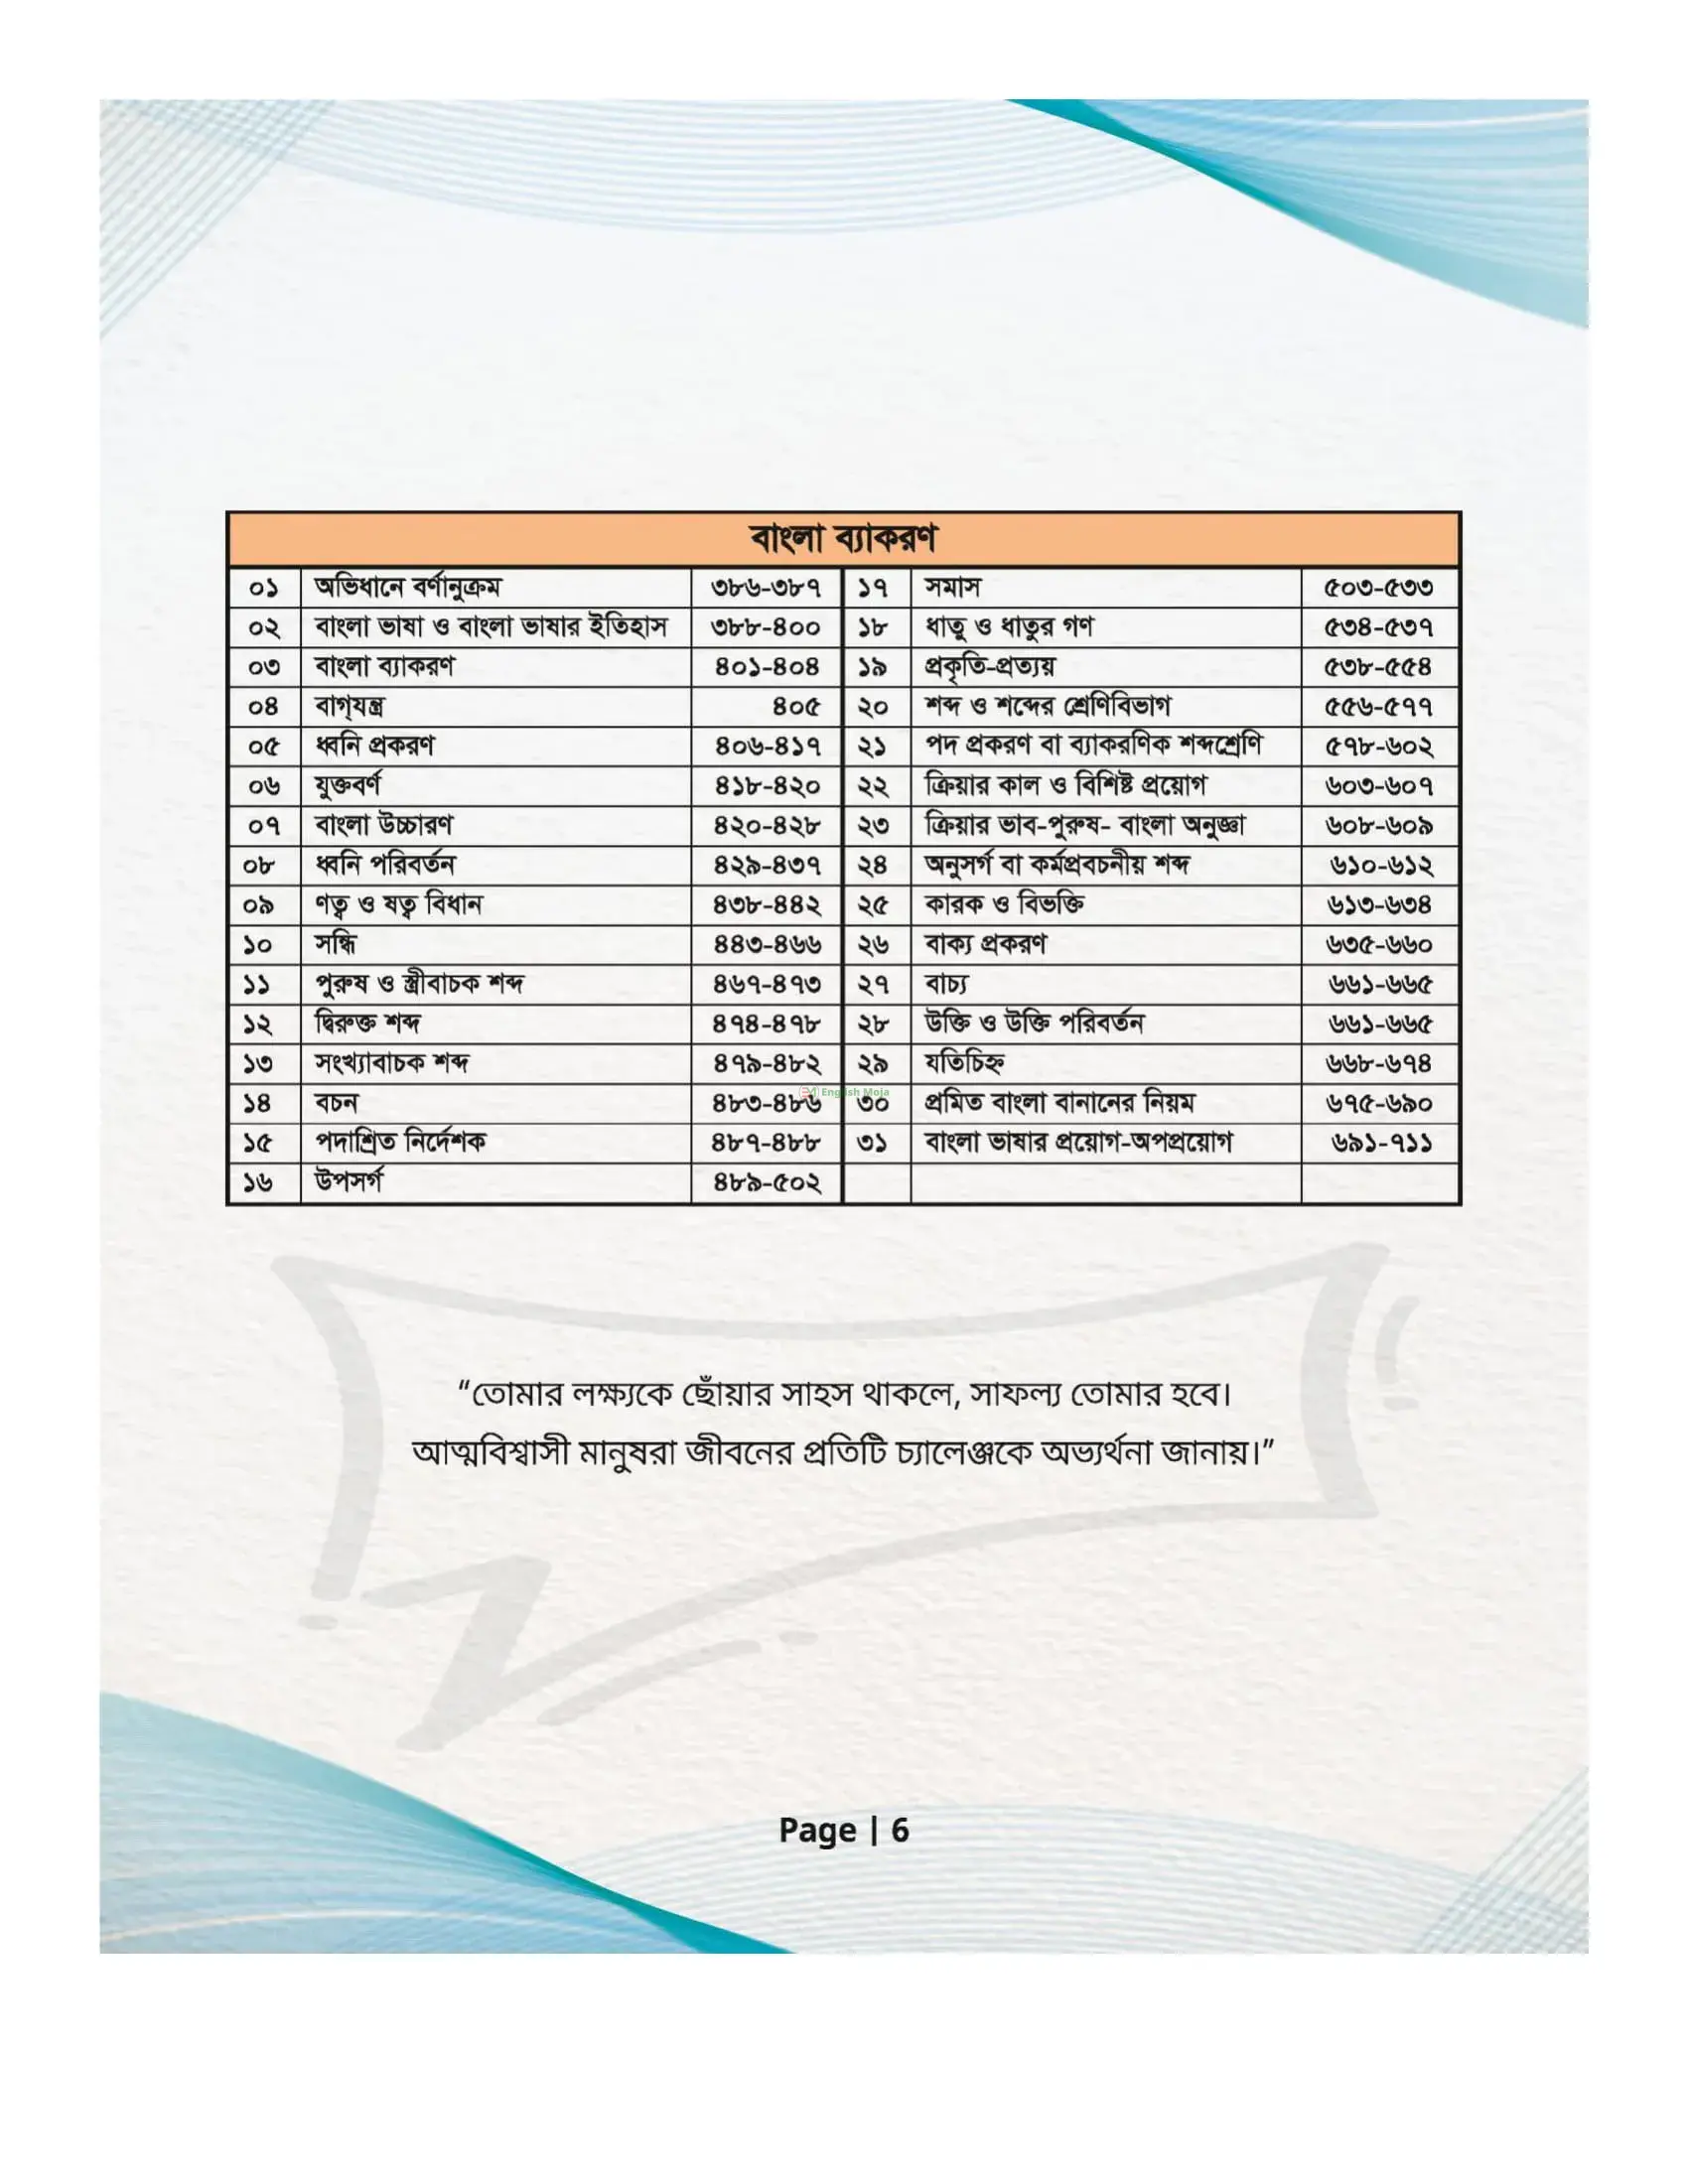 বাংলা ব্যাকরণ
০১ অভিধানে বর্ণানুক্রম ৩৮৬-৩৮৭ ১৭ সমাস ৫০৩-৫৩৩
০২ বাংলা ভাষা ও বাংলা ভাষার ইতিহাস ৩৮৮-৪০০ ১৮ ধাতু ও ধাতুর গণ ৫৩৪-৫৩৭
০৩ বাংলা ব্যাকরণ ৪০১-৪০৪ ১৯ প্রকৃতি-প্রত্যয় ৫৩৮-৫৫৪
০৪ বাগ্‌যন্ত্র ৪০৫ ২০ শব্দ ও শব্দের শ্রেণিবিভাগ ৫৫৬-৫৭৭
০৫ ধ্বনি প্রকরণ ৪০৬-৪১৭ ২১ পদ প্রকরণ বা ব্যাকরণিক শব্দশ্রেণি ৫৭৮-৬০২
০৬ যুক্তবর্ণ ৪১৮-৪২০ ২২ ক্রিয়ার কাল ও বিশিষ্ট প্রয়োগ ৬০৩-৬০৭
০৭ বাংলা উচ্চারণ ৪২০-৪২৮ ২৩ ক্রিয়ার ভাব-পুরুষ- বাংলা অনুজ্ঞা ৬০৮-৬০৯
০৮ ধ্বনি পরিবর্তন ৪২৯-৪৩৭ ২৪ অনুসর্গ বা কর্মপ্রবচনীয় শব্দ ৬১০-৬১২
০৯ ণত্ব ও ষত্ব বিধান ৪৩৮-৪৪২ ২৫ কারক ও বিভক্তি ৬১৩-৬৩৪
১০ সন্ধি ৪৪৩-৪৬৬ ২৬ বাক্য প্রকরণ ৬৩৫-৬৬০
১১ পুরুষ ও স্ত্রীবাচক শব্দ ৪৬৭-৪৭৩ ২৭ বাচ্য ৬৬১-৬৬৫
১২ দ্বিরুক্ত শব্দ ৪৭৪-৪৭৮ ২৮ উক্তি ও উক্তি পরিবর্তন ৬৬১-৬৬৫
১৩ সংখ্যাবাচক শব্দ ৪৭৯-৪৮২ ২৯ যতিচিহ্ন ৬৬৮-৬৭৪
১৪ বচন ৪৮৩-৪৮৬ ৩০ প্রমিত বাংলা বানানের নিয়ম ৬৭৫-৬৯০
English Moja
১৫ পদাশ্রিত নির্দেশক ৪৮৭-৪৮৮ ৩১ বাংলা ভাষার প্রয়োগ-অপপ্রয়োগ ৬৯১-৭১১
১৬ উপসর্গ ৪৮৯-৫০২
"তোমার লক্ষ্যকে ছোঁয়ার সাহস থাকলে, সাফল্য তোমার হবে।
আত্মবিশ্বাসী মানুষরা জীবনের প্রতিটি চ্যালেঞ্জকে অভ্যর্থনা জানায়।"
Page | 6